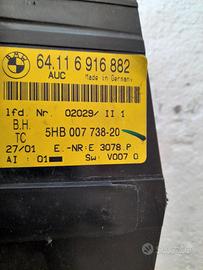 64.11 6 916 882
AUC Made in Germany
lfd. Nr. 02029/ II 1
B.H.
TC 5HB 007 738-20
27/01 E.-NR:E 3078.P
AI : 01 SW: V007 0
subito